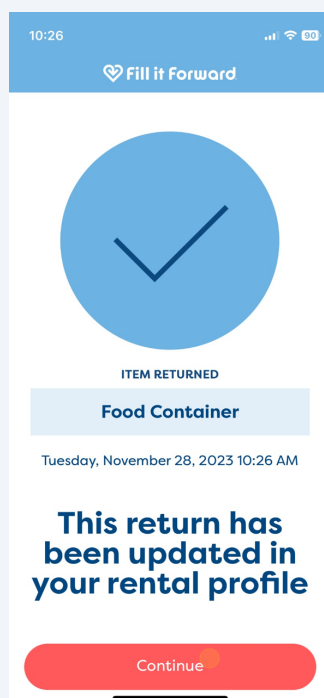 10:26
90
Fill it Forward
ITEM RETURNED
Food Container
Tuesday, November 28, 2023 10:26 AM
This return has
been updated in
your rental profile
Continue